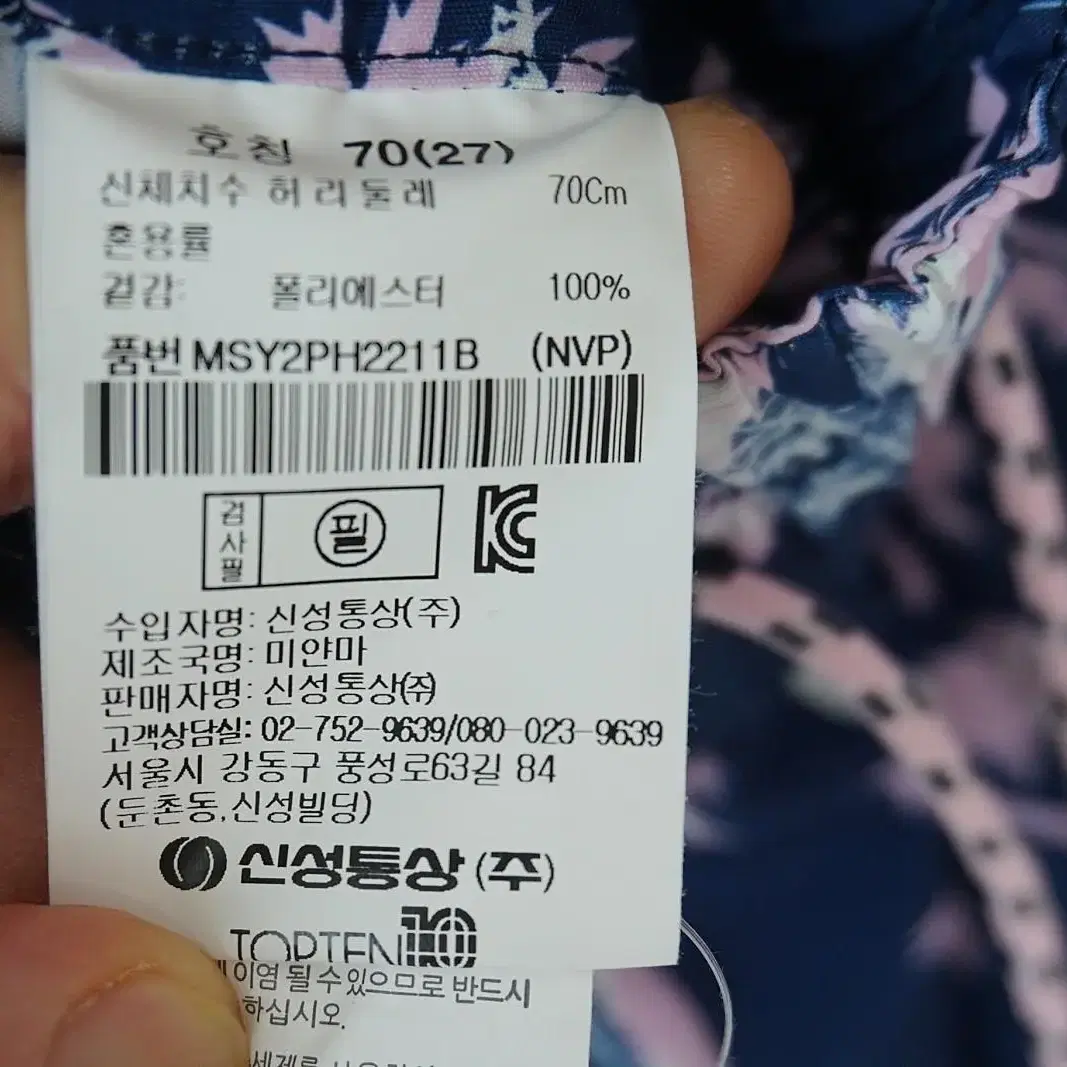 호칭 70(27)
신체치수 허리둘레 70Cm
혼용률
겉감: 폴리에스터 100%
품번 MSY2PH2211B (NVP)
검사필 필
KC
수입자명: 신성통상(주)
제조국명: 미얀마
판매자명: 신성통상㈜
고객상담실: 02-752-9639/080-023-9639
서울시 강동구 풍성로63길 84
(둔촌동,신성빌딩)
신성통상 (주)
TOPTEN10
이염 될 수 있으므로 반드시
하십시오.